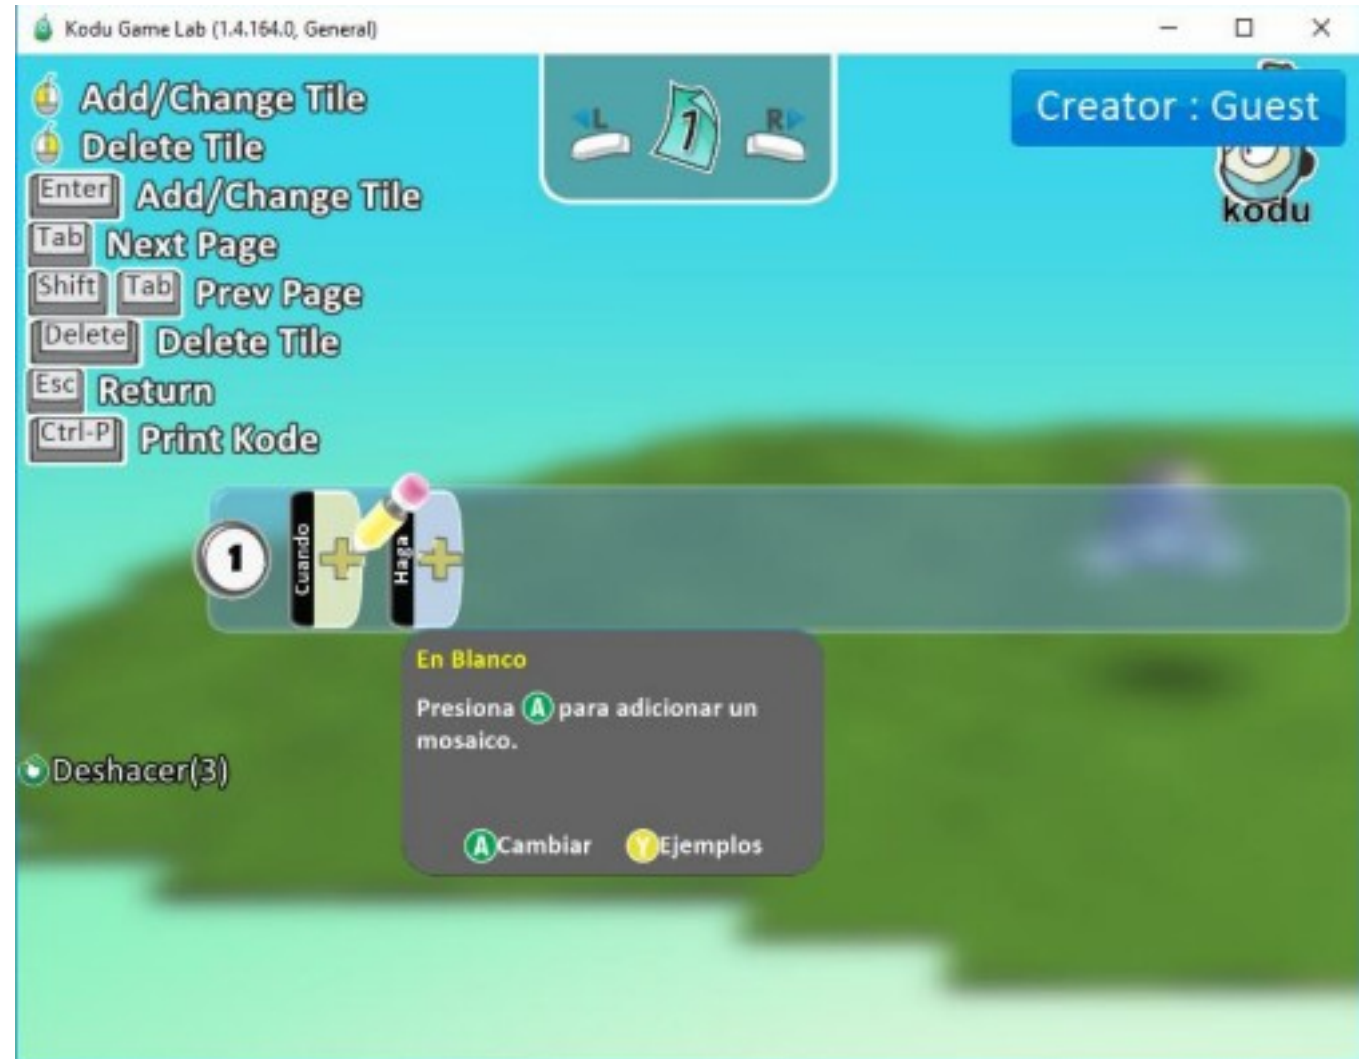 Kodu Game Lab (1.4.164.0, General)
Add/Change Tile
Delete Tile
Enter Add/Change Tile
Tab Next Page
Shift Tab Prev Page
Delete Delete Tile
Esc Return
Ctrl-P Print Kode
L 1 R
Creator : Guest
kodu
1 Cuando Haga
En Blanco
Presiona A para adicionar un
mosaico.
A Cambiar Y Ejemplos
Deshacer(3)